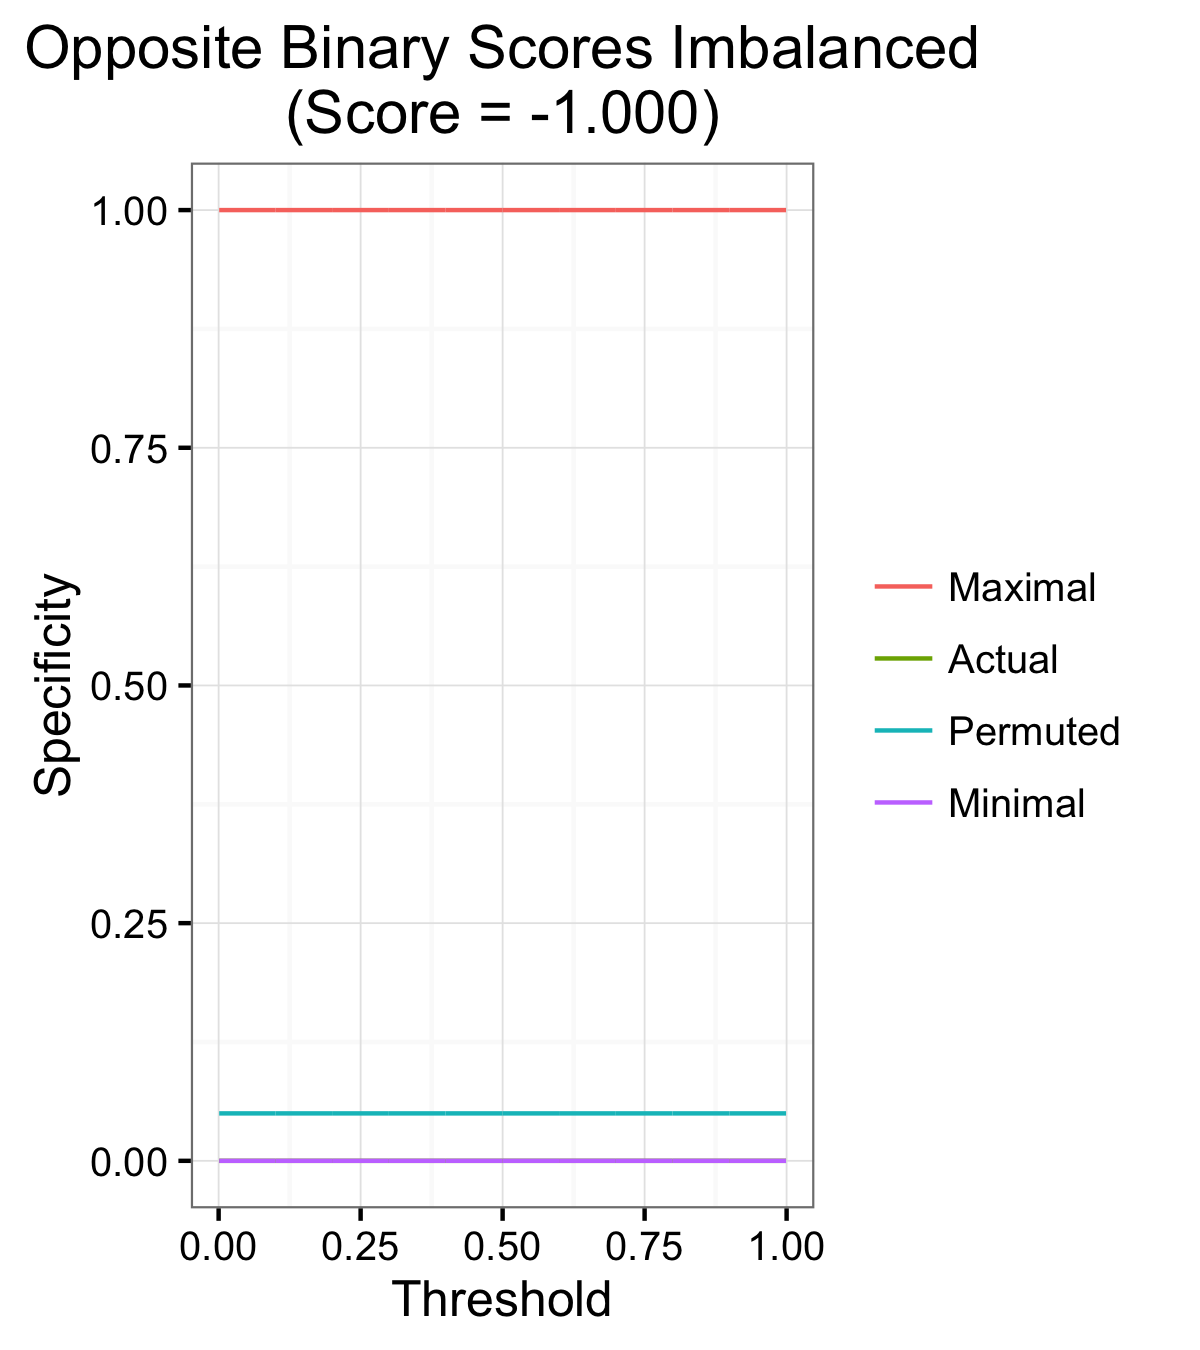 Opposite Binary Scores Imbalanced
(Score = -1.000)
1.00
0.75
0.50
0.25
0.00
Specificity
0.00 0.25 0.50 0.75 1.00
Threshold
Maximal
Actual
Permuted
Minimal